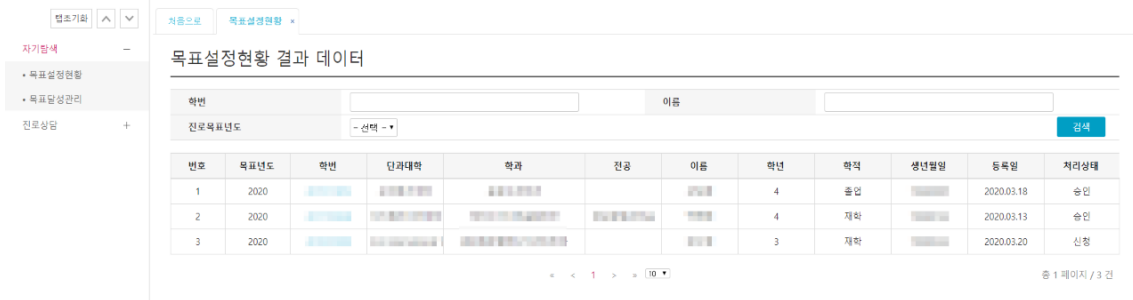 탭초기화
처음으로
목표설정현황 ×
자기탐색 −
• 목표설정현황
• 목표달성관리
진로상담 +
목표설정현황 결과 데이터
학번
이름
진로목표년도
- 선택 - ▼
검색
번호 목표년도 학번 단과대학 학과 전공 이름 학년 학적 생년월일 등록일 처리상태
1 2020 4 졸업 2020.03.18 승인
2 2020 4 재학 2020.03.13 승인
3 2020 3 재학 2020.03.20 신청
« < 1 > » 10 ▼
총 1 페이지 / 3 건